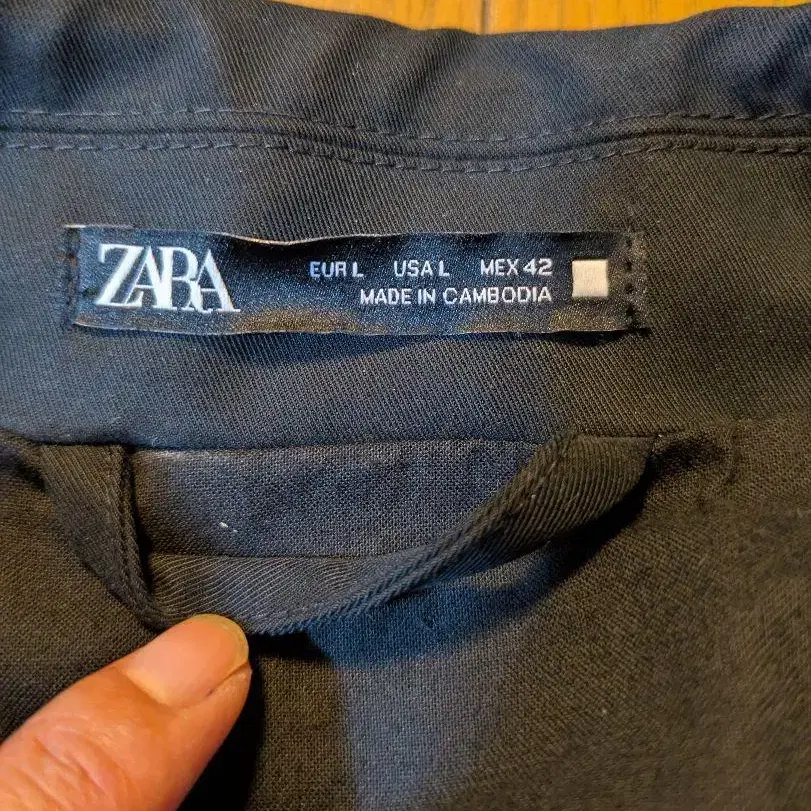 ZARA
EUR L USA L MEX 42
MADE IN CAMBODIA